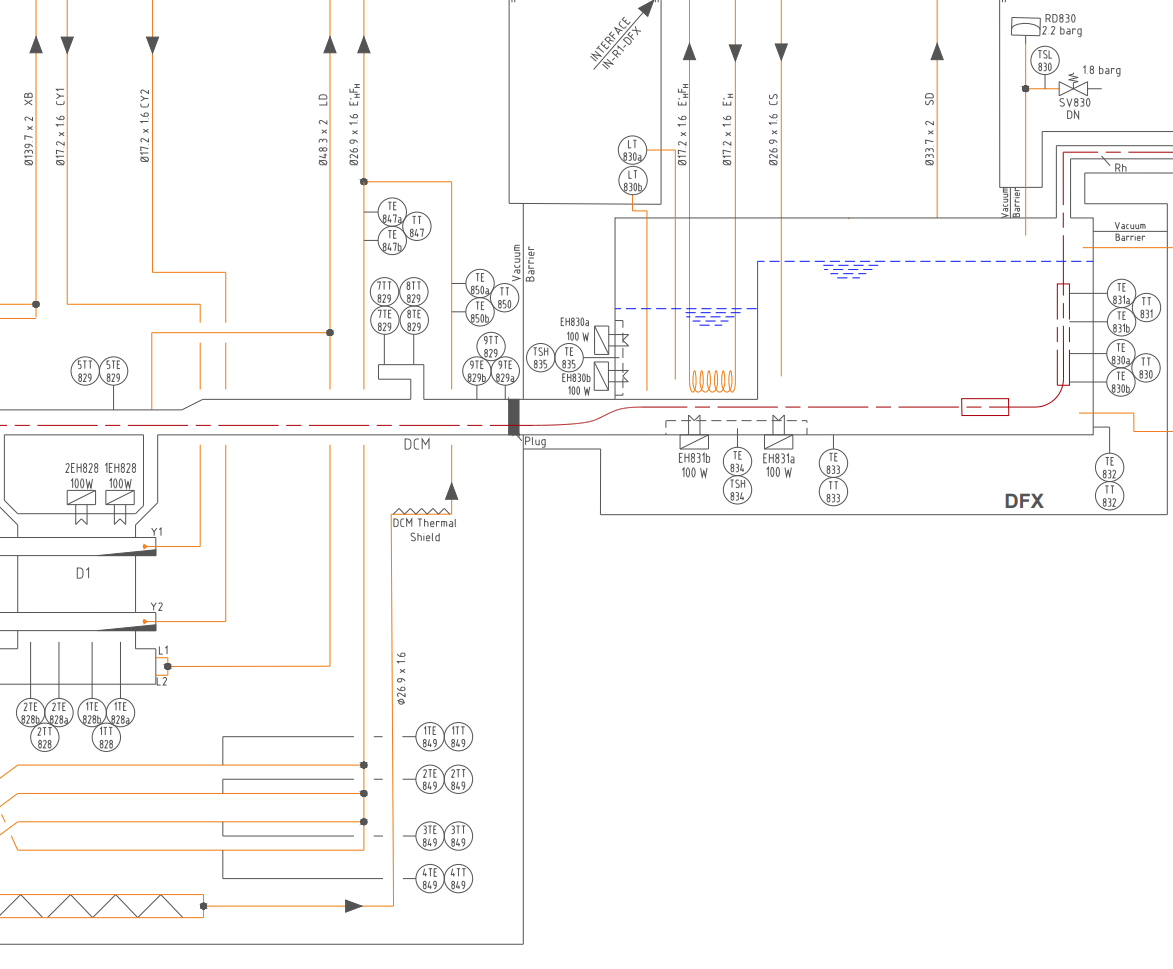 Ø139.7 x 2 XB
Ø17.2 x 1.6 CY1
Ø17.2 x 1.6 CY2
Ø48.3 x 2 LD
Ø26.9 x 1.6 E'HFH
INTERFACE
IN-R1-DFX
Ø17.2 x 1.6 E'HFH
Ø17.2 x 1.6 E'H
Ø26.9 x 1.6 CS
Ø33.7 x 2 SD
RD830
2.2 barg
TSL
830
1.8 barg
SV830
DN
LT
830a
LT
830b
Rh
Vacuum
Barrier
Vacuum
Barrier
Vacuum
Barrier
TE
847a
TT
847
TE
847b
7TT
829
8TT
829
7TE
829
8TE
829
TE
850a
TT
850
TE
850b
9TT
829
9TE
829b
9TE
829a
5TT
829
5TE
829
EH830a
100 W
TSH
835
TE
835
EH830b
100 W
TE
831a
TT
831
TE
831b
TE
830a
TT
830
TE
830b
DCM
Plug
EH831b
100 W
TE
834
TSH
834
EH831a
100 W
TE
833
TT
833
TE
832
TT
832
DFX
2EH828
100W
1EH828
100W
DCM Thermal
Shield
Y1
D1
Y2
L1
L2
Ø26.9 x 1.6
2TE
828b
2TE
828a
1TE
828b
1TE
828a
2TT
828
1TT
828
1TE
849
1TT
849
2TE
849
2TT
849
3TE
849
3TT
849
4TE
849
4TT
849